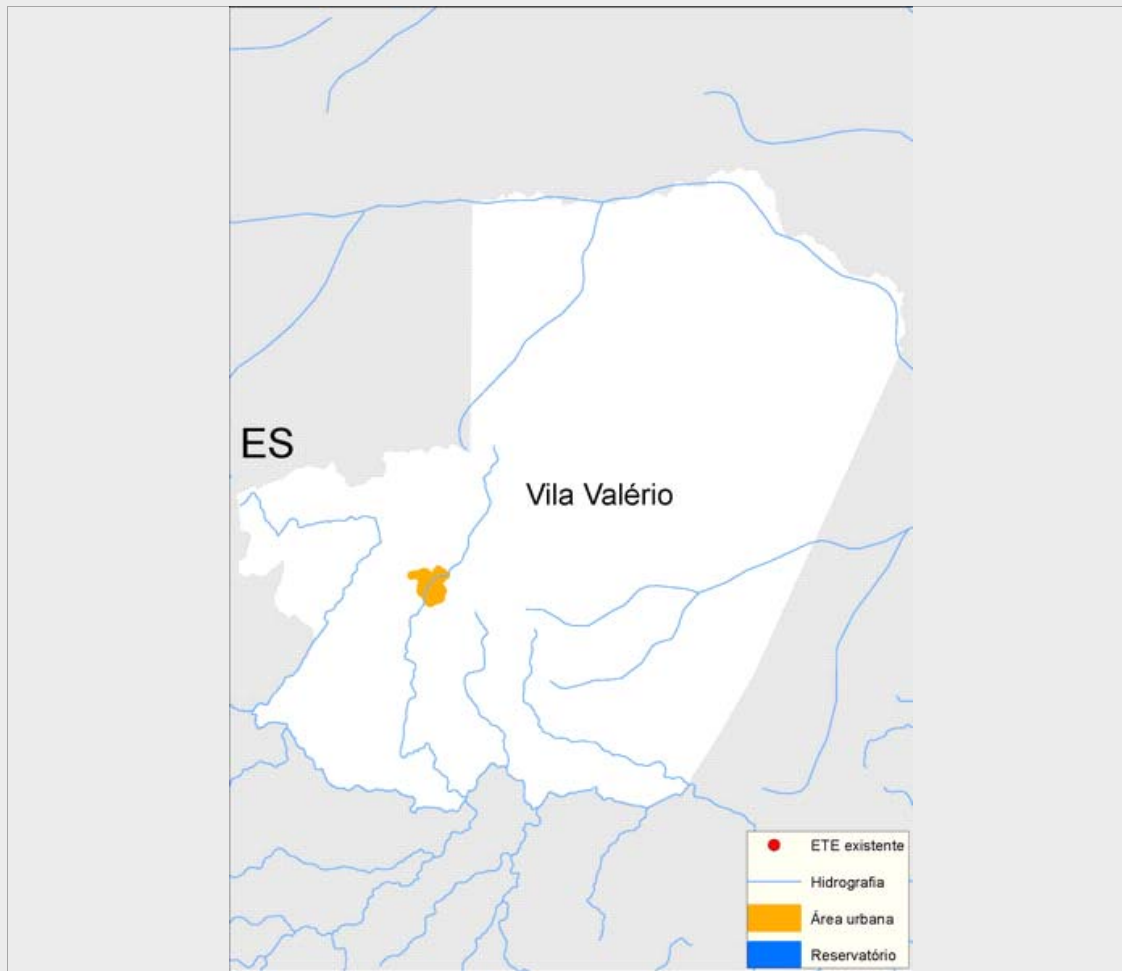 ES
Vila Valério
ETE existente
Hidrografia
Área urbana
Reservatório